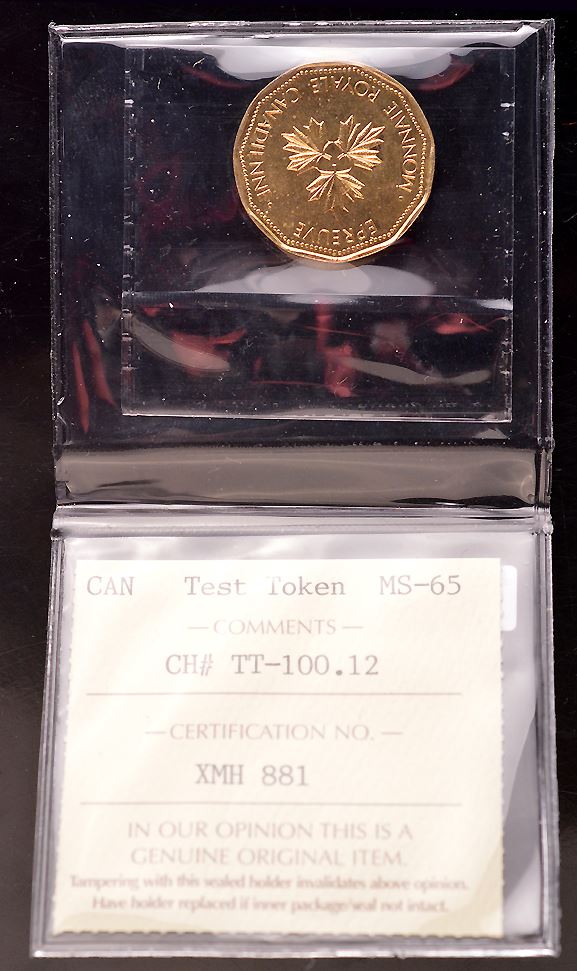 MONNAIE ROYALE CANADIENNE
EPREUVE
CAN Test Token MS-65
— COMMENTS —
CH# TT-100.12
— CERTIFICATION NO. —
XMH 881
IN OUR OPINION THIS IS A
GENUINE ORIGINAL ITEM.
Tampering with this sealed holder invalidates above opinion.
Have holder replaced if inner package/seal not intact.